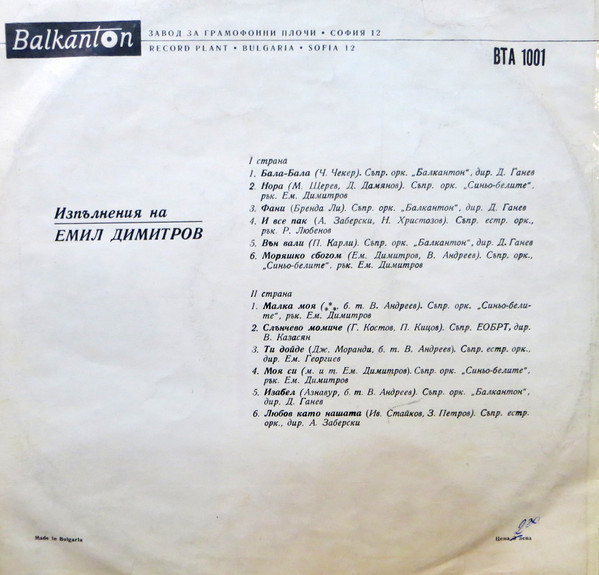 Balkanton
ЗАВОД ЗА ГРАМОФОННИ ПЛОЧИ • СОФИЯ 12
RECORD PLANT • BULGARIA • SOFIA 12
ВТА 1001
Изпълнения на
ЕМИЛ ДИМИТРОВ
I страна
1. Бала-Бала (Ч. Чекер). Съпр. орк. „Балкантон“, дир. Д. Ганев
2. Нора (М. Щерев, Д. Дамянов). Съпр. орк. „Синьо-белите“,
рък. Ем. Димитров
3. Фани (Бренда Ли). Съпр. орк. „Балкантон“, дир. Д. Ганев
4. И все пак (А. Заберски, Н. Христозов). Съпр. естр. орк.,
рък. Р. Любенов
5. Вън вали (П. Карли). Съпр. орк. „Балкантон“, дир. Д. Ганев
6. Моряшко сбогом (Ем. Димитров, В. Андреев). Съпр. орк.,
„Синьо-белите“, рък. Ем. Димитров
II страна
1. Малка моя (***, б. т. В. Андреев). Съпр. орк. „Синьо-бели-
те“, рък. Ем. Димитров
2. Слънчево момиче (Г. Костов, П. Кицов). Съпр. ЕОБРТ, дир.
В. Казасян
3. Ти дойде (Дж. Моранди, б. т. В. Андреев). Съпр. естр. орк.,
дир. Ем. Георгиев
4. Моя си (м. и т. Ем. Димитров). Съпр. орк. „Синьо-белите“,
рък. Ем. Димитров
5. Изабел (Азнавур, б. т. В. Андреев). Съпр. орк. „Балкантон“,
дир. Д. Ганев
6. Любов като нашата (Ив. Стайков, З. Петров). Съпр. естр.
орк., дир. А. Заберски
Made in Bulgaria
Цена лева